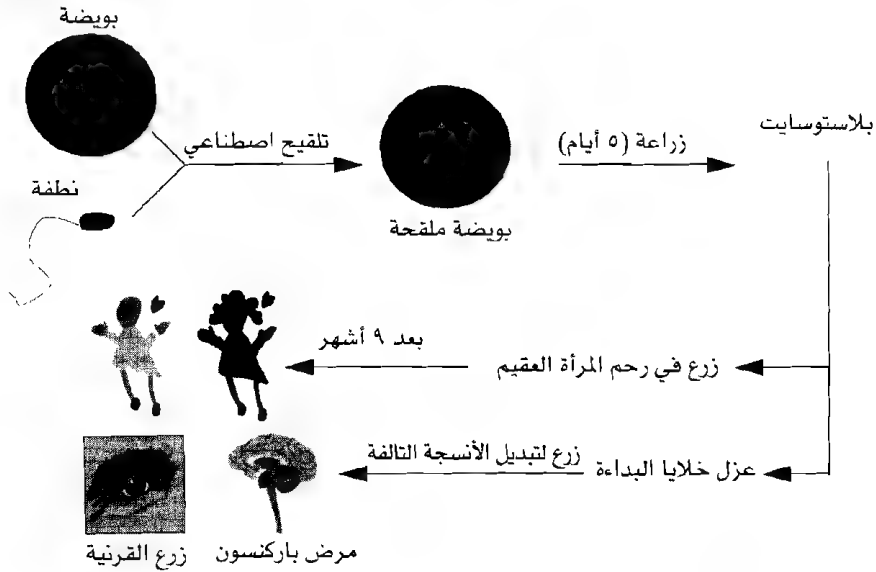 بويضة
تلقيح اصطناعي
زراعة (٥ أيام)
بلاستوسايت
نطفة
بويضة ملقحة
بعد ٩ أشهر
زرع في رحم المرأة العقيم
زرع لتبديل الأنسجة التالفة
عزل خلايا البداءة
مرض باركنسون
زرع القرنية